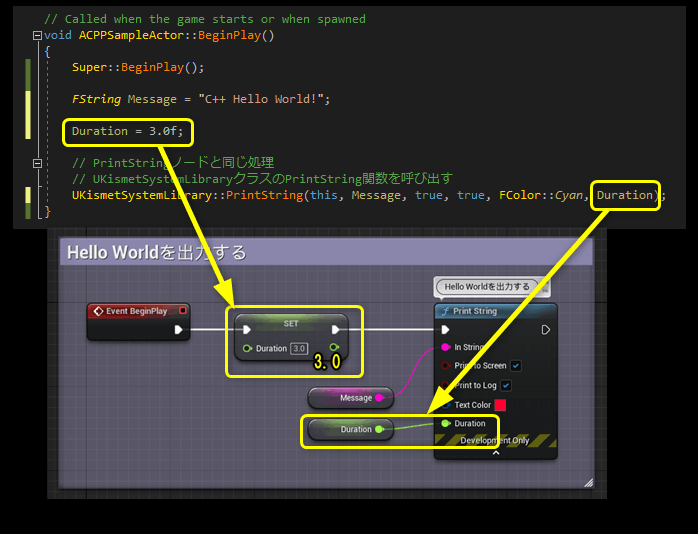 // Called when the game starts or when spawned
void ACPPSampleActor::BeginPlay()
{
Super::BeginPlay();
FString Message = "C++ Hello World!";
Duration = 3.0f;
// PrintStringノードと同じ処理
// UKismetSystemLibraryクラスのPrintString関数を呼び出す
UKismetSystemLibrary::PrintString(this, Message, true, true, FColor::Cyan, Duration);
}
Hello Worldを出力する
Hello Worldを出力する
Event BeginPlay
SET
Duration 3.0
3.0
Print String
In String
Print to Screen
Print to Log
Text Color
Duration
Development Only
Message
Duration